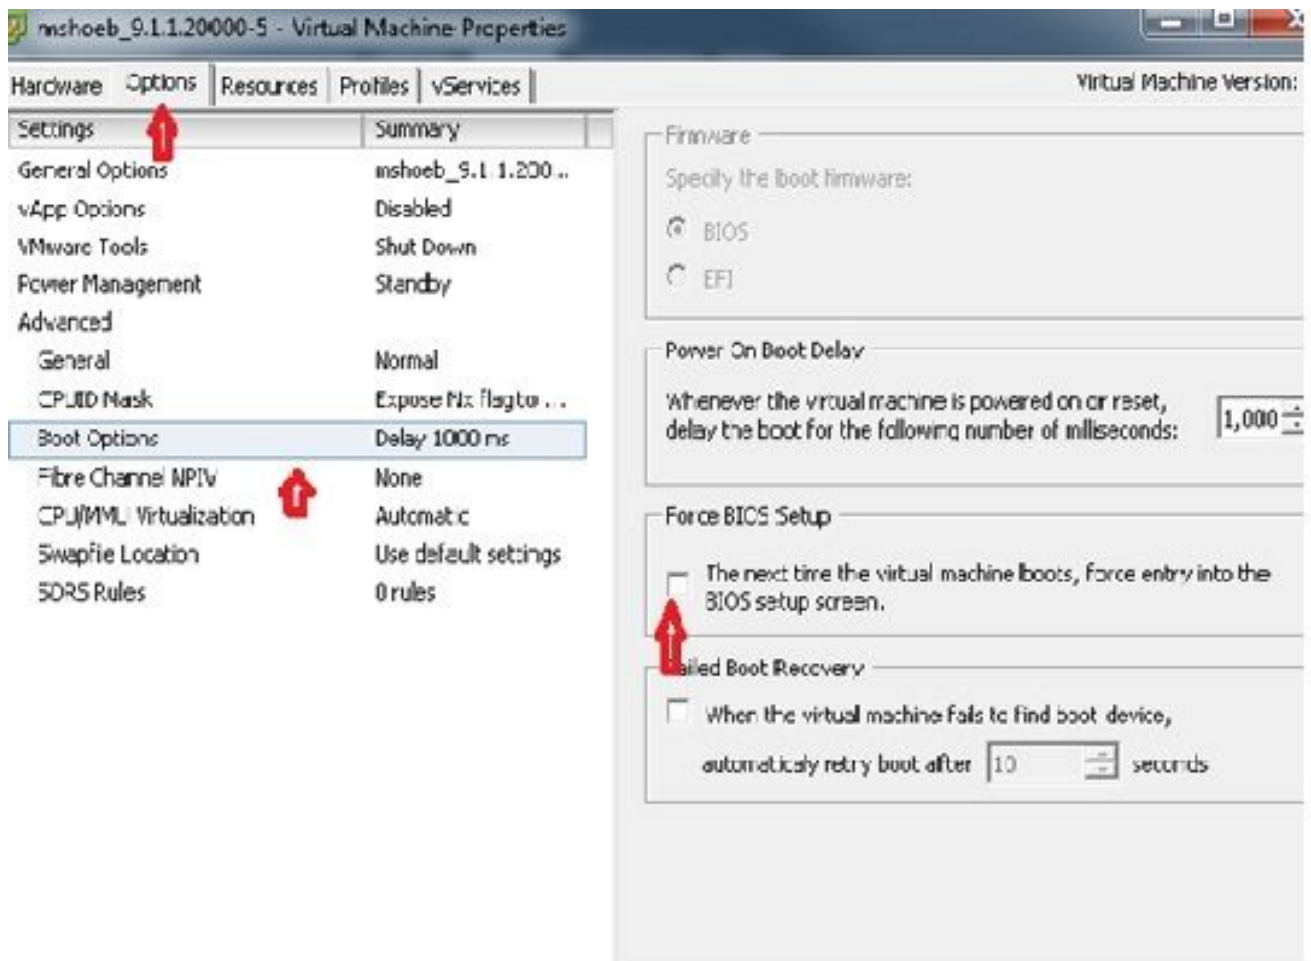 mshoeb_9.1.1.20000-5 - Virtual Machine Properties
Hardware Options Resources Profiles vServices Virtual Machine Version:
Settings Summary
General Options mshoeb_9.1.1.200...
vApp Options Disabled
VMware Tools Shut Down
Power Management Standby
Advanced
General Normal
CPUID Mask Expose Nx flag to ...
Boot Options Delay 1000 ms
Fibre Channel NPIV None
CPU/MMU Virtualization Automatic
Swapfile Location Use default settings
SDRS Rules 0 rules
Firmware
Specify the boot firmware:
BIOS
EFI
Power On Boot Delay
Whenever the virtual machine is powered on or reset,
delay the boot for the following number of milliseconds:
1,000
Force BIOS Setup
The next time the virtual machine boots, force entry into the
BIOS setup screen.
Failed Boot Recovery
When the virtual machine fails to find boot device,
automatically retry boot after 10 seconds